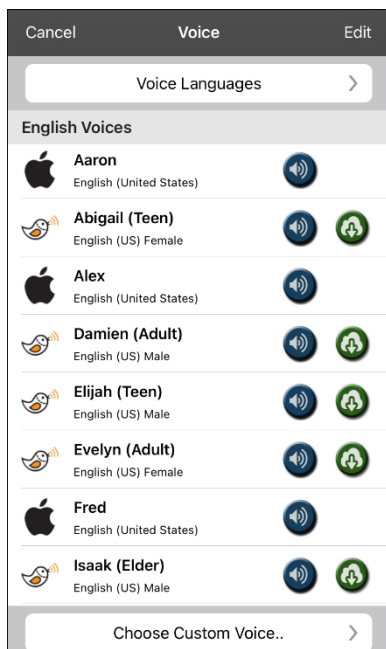 Cancel Voice Edit
Voice Languages
English Voices
Aaron
English (United States)
Abigail (Teen)
English (US) Female
Alex
English (United States)
Damien (Adult)
English (US) Male
Elijah (Teen)
English (US) Male
Evelyn (Adult)
English (US) Female
Fred
English (United States)
Isaak (Elder)
English (US) Male
Choose Custom Voice..